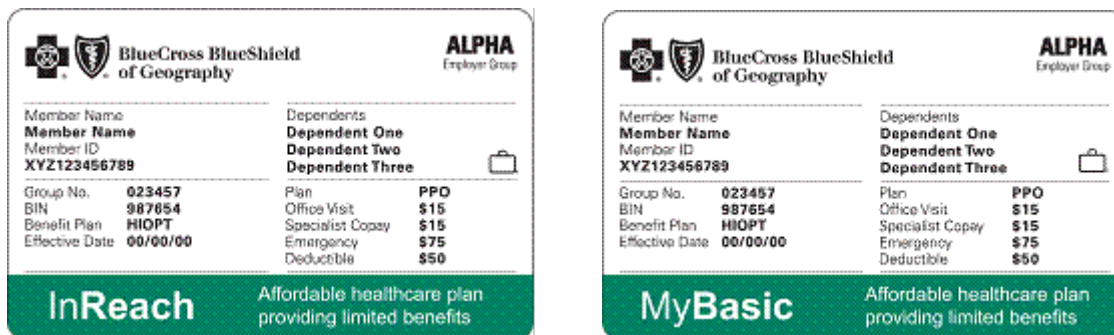 BlueCross BlueShield
of Geography
ALPHA
Employer Group
Member Name
Member Name
Member ID
XYZ123456789
Dependents
Dependent One
Dependent Two
Dependent Three
Group No. 023457
BIN 987654
Benefit Plan HIOPT
Effective Date 00/00/00
Plan PPO
Office Visit $15
Specialist Copay $15
Emergency $75
Deductible $50
InReach
Affordable healthcare plan
providing limited benefits
BlueCross BlueShield
of Geography
ALPHA
Employer Group
Member Name
Member Name
Member ID
XYZ123456789
Dependents
Dependent One
Dependent Two
Dependent Three
Group No. 023457
BIN 987654
Benefit Plan HIOPT
Effective Date 00/00/00
Plan PPO
Office Visit $15
Specialist Copay $15
Emergency $75
Deductible $50
MyBasic
Affordable healthcare plan
providing limited benefits